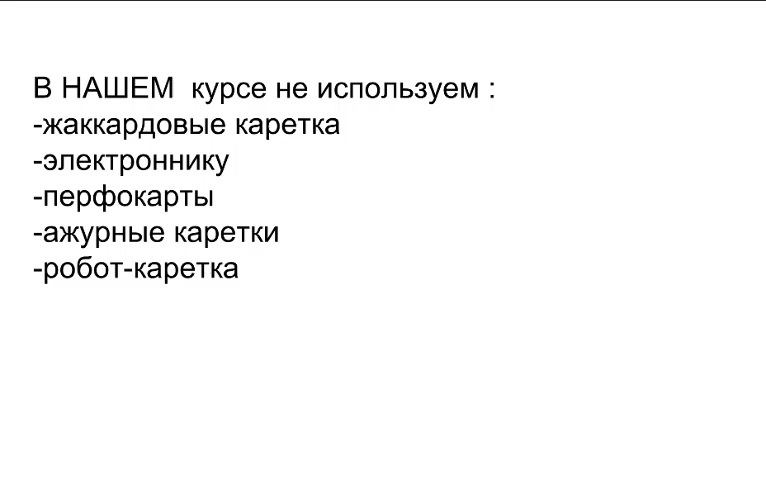 В НАШЕМ  курсе не используем :
-жаккардовые каретка
-электроннику
-перфокарты
-ажурные каретки
-робот-каретка